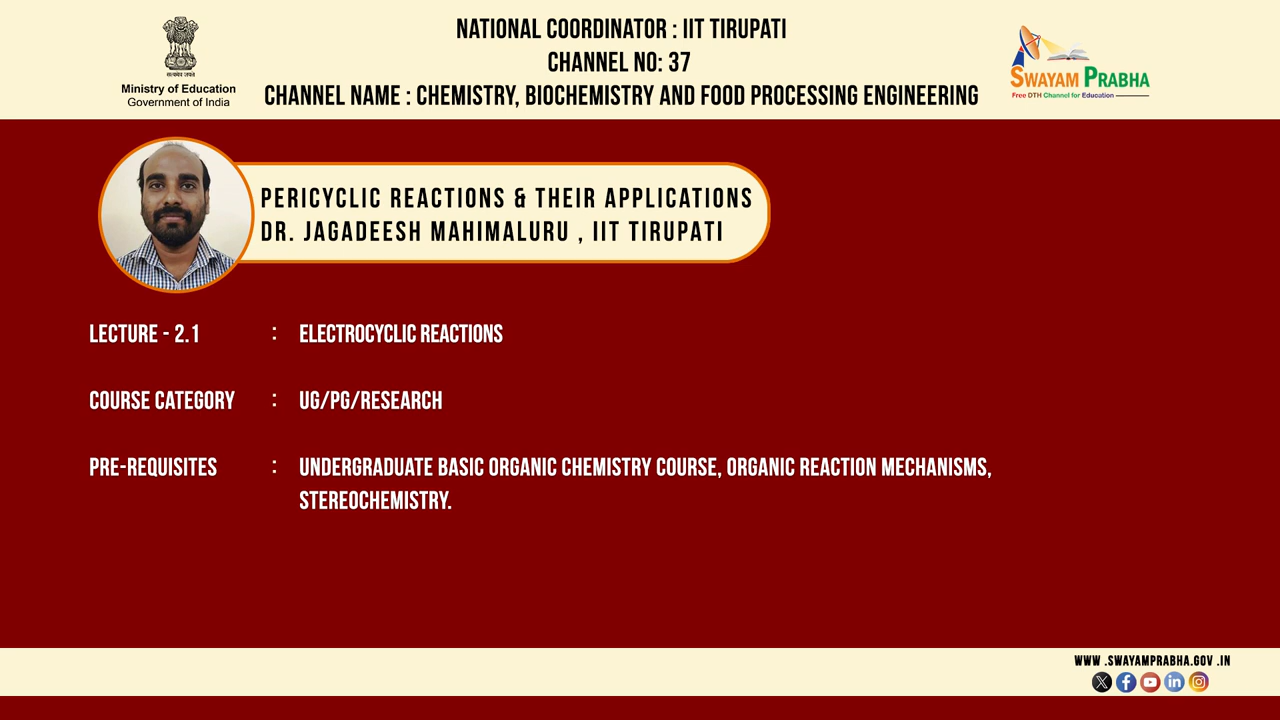 सत्यमेव जयते
Ministry of Education
Government of India
NATIONAL COORDINATOR : IIT TIRUPATI
CHANNEL NO: 37
CHANNEL NAME : CHEMISTRY, BIOCHEMISTRY AND FOOD PROCESSING ENGINEERING
SWAYAM PRABHA
Free DTH Channel for Education
PERICYCLIC REACTIONS & THEIR APPLICATIONS
DR. JAGADEESH MAHIMALURU , IIT TIRUPATI
LECTURE - 2.1 : ELECTROCYCLIC REACTIONS
COURSE CATEGORY : UG/PG/RESEARCH
PRE-REQUISITES : UNDERGRADUATE BASIC ORGANIC CHEMISTRY COURSE, ORGANIC REACTION MECHANISMS,
STEREOCHEMISTRY.
WWW .SWAYAMPRABHA.GOV .IN